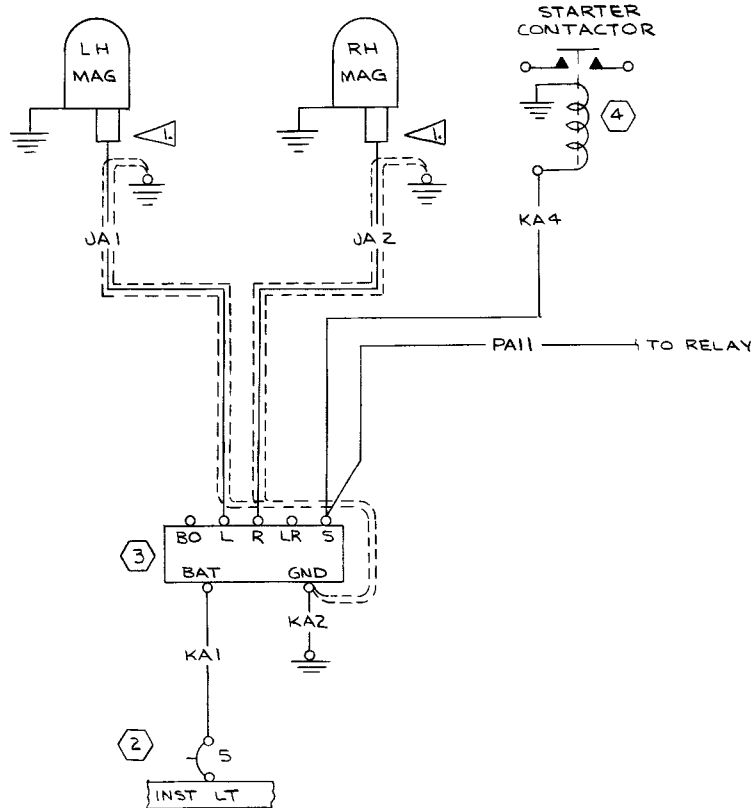 STARTER
CONTACTOR
LH
MAG
RH
MAG
1.
1.
4
JA1
JA2
KA4
PA11
TO RELAY
BO L R LR S
3
BAT GND
KA2
KA1
2
5
INST LT